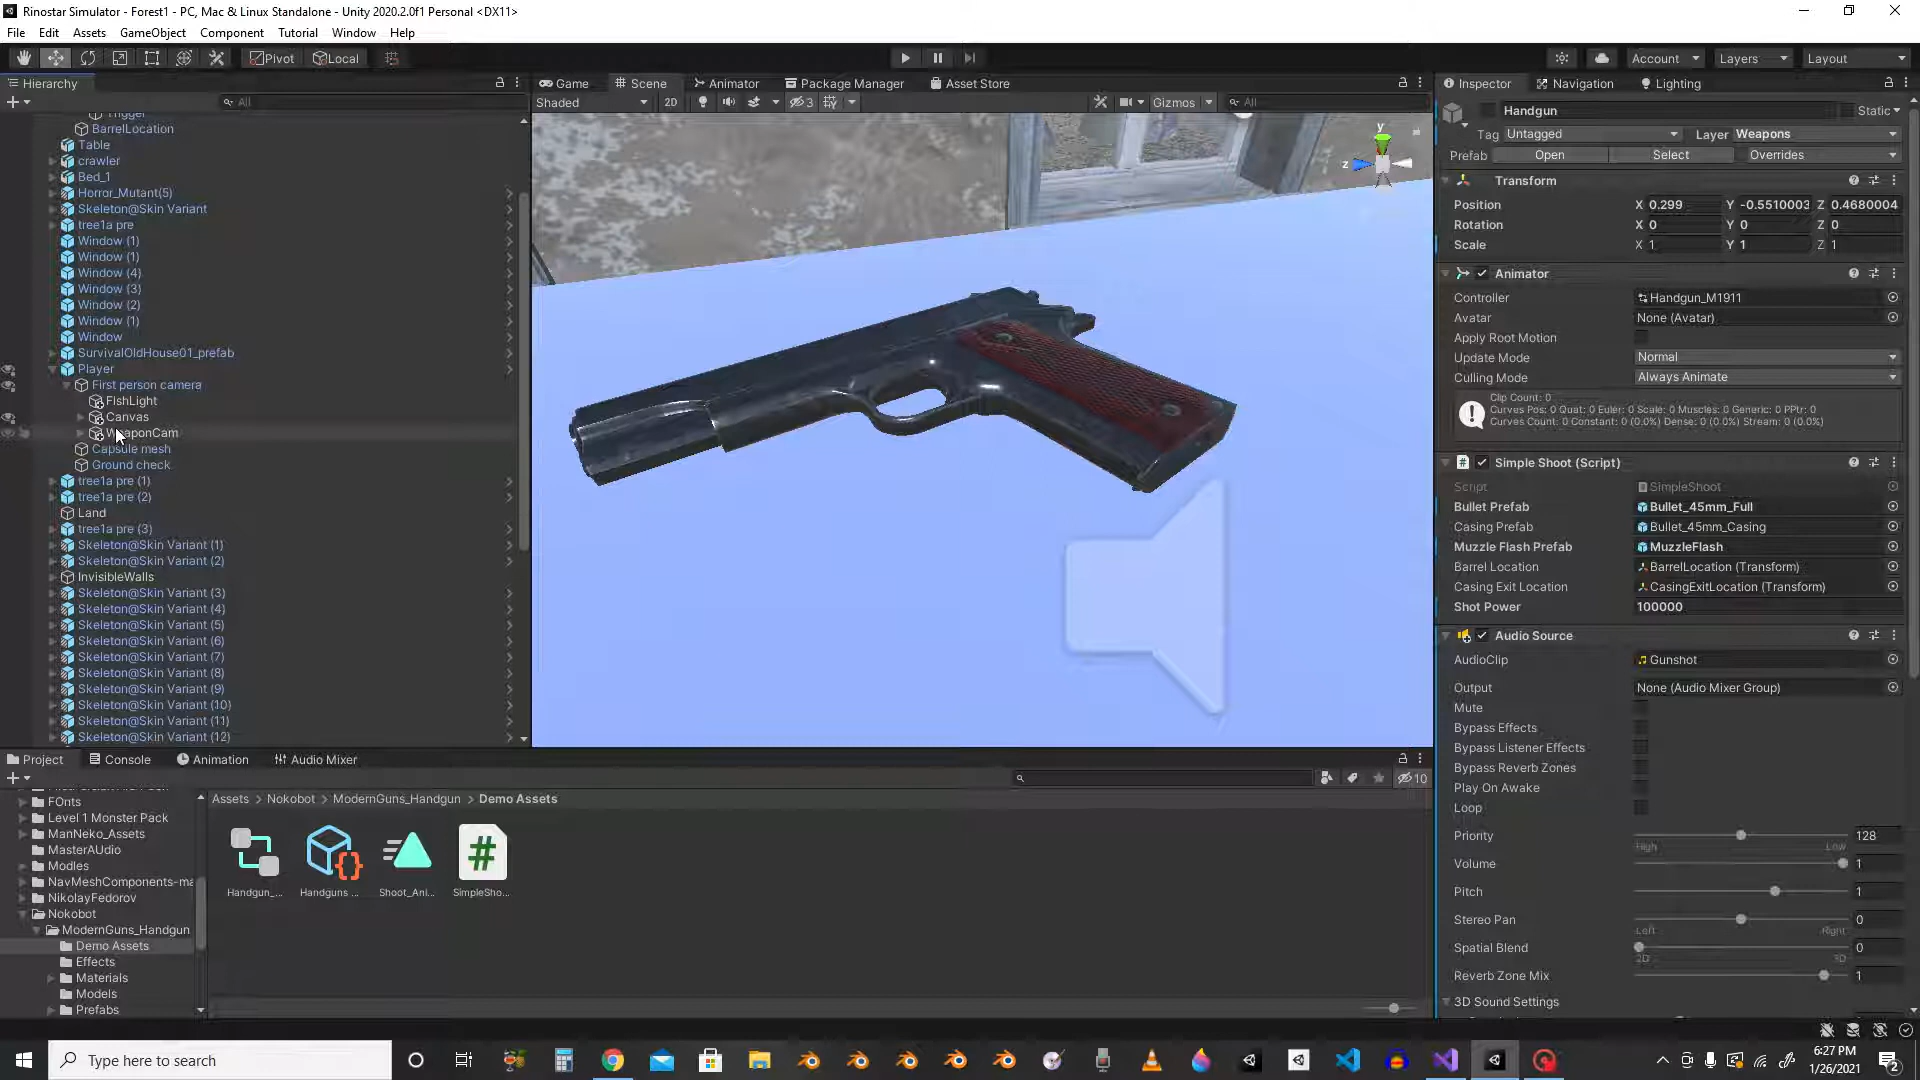 Rinostar Simulator - Forest1 - PC, Mac & Linux Standalone - Unity 2020.2.0f1 Personal <DX11>
File Edit Assets GameObject Component Tutorial Window Help
Pivot Local Account Layers Layout
Hierarchy
All
Trigger
BarrelLocation
Table
crawler
Bed_1
Horror_Mutant(5)
Skeleton@Skin Variant
tree1a pre
Window (1)
Window (1)
Window (4)
Window (3)
Window (2)
Window (1)
Window
SurvivalOldHouse01_prefab
Player
First person camera
FlshLight
Canvas
WeaponCam
Capsule mesh
Ground check
tree1a pre (1)
tree1a pre (2)
Land
tree1a pre (3)
Skeleton@Skin Variant (1)
Skeleton@Skin Variant (2)
InvisibleWalls
Skeleton@Skin Variant (3)
Skeleton@Skin Variant (4)
Skeleton@Skin Variant (5)
Skeleton@Skin Variant (6)
Skeleton@Skin Variant (7)
Skeleton@Skin Variant (8)
Skeleton@Skin Variant (9)
Skeleton@Skin Variant (10)
Skeleton@Skin Variant (11)
Skeleton@Skin Variant (12)
Game Scene Animator Package Manager Asset Store
Shaded 2D 3 Gizmos All
y
z
Inspector Navigation Lighting
Handgun Static
Tag Untagged Layer Weapons
Prefab Open Select Overrides
Transform
Position X 0.299 Y -0.5510003 Z 0.4680004
Rotation X 0 Y 0 Z 0
Scale X 1 Y 1 Z 1
Animator
Controller Handgun_M1911
Avatar None (Avatar)
Apply Root Motion
Update Mode Normal
Culling Mode Always Animate
Clip Count: 0
Curves Pos: 0 Quat: 0 Euler: 0 Scale: 0 Muscles: 0 Generic: 0 PPtr: 0
Curves Count: 0 Constant: 0 (0.0%) Dense: 0 (0.0%) Stream: 0 (0.0%)
Simple Shoot (Script)
Script SimpleShoot
Bullet Prefab Bullet_45mm_Full
Casing Prefab Bullet_45mm_Casing
Muzzle Flash Prefab MuzzleFlash
Barrel Location BarrelLocation (Transform)
Casing Exit Location CasingExitLocation (Transform)
Shot Power 100000
Audio Source
AudioClip Gunshot
Output None (Audio Mixer Group)
Mute
Bypass Effects
Bypass Listener Effects
Bypass Reverb Zones
Play On Awake
Loop
Priority 128
High Low
Volume 1
Pitch 1
Stereo Pan 0
Left Right
Spatial Blend 0
2D 3D
Reverb Zone Mix 1
3D Sound Settings
Project Console Animation Audio Mixer
10
FOnts
Level 1 Monster Pack
ManNeko_Assets
MasterAUdio
Modles
NavMeshComponents-ma
NikolayFedorov
Nokobot
ModernGuns_Handgun
Demo Assets
Effects
Materials
Models
Prefabs
Assets > Nokobot > ModernGuns_Handgun > Demo Assets
Handgun_... Handguns ... Shoot_Ani... SimpleSho...
Type here to search
6:27 PM
1/26/2021
2